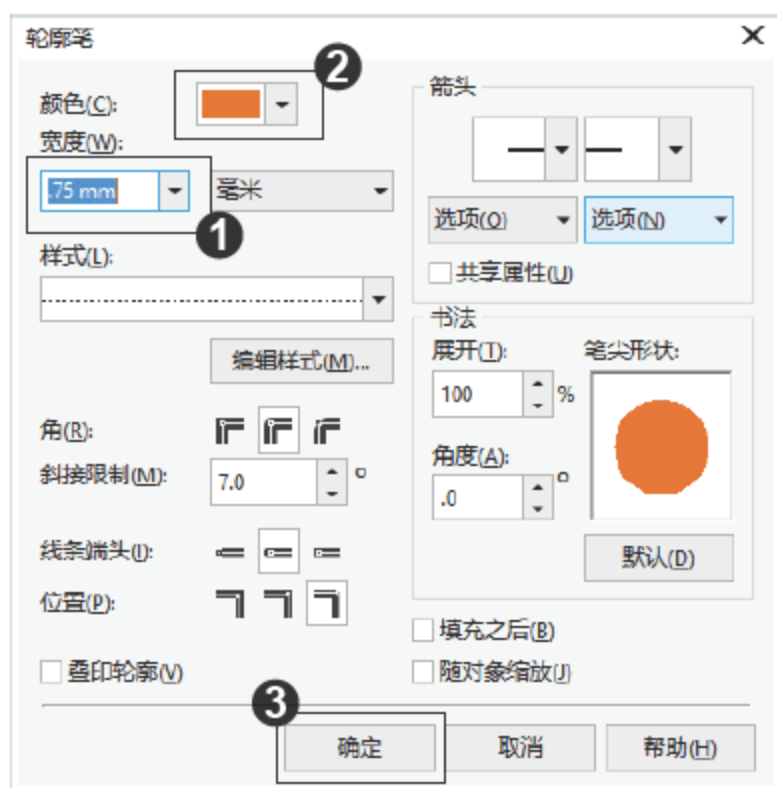 轮廓笔
2
颜色(C):
宽度(W):
.75 mm
毫米
1
样式(L):
编辑样式(M)...
角(R):
斜接限制(M):
7.0
°
线条端头(I):
位置(P):
叠印轮廓(V)
箭头
选项(O)
选项(N)
共享属性(U)
书法
展开(T):
笔尖形状:
100
%
角度(A):
.0
°
默认(D)
填充之后(B)
随对象缩放(J)
3
确定
取消
帮助(H)